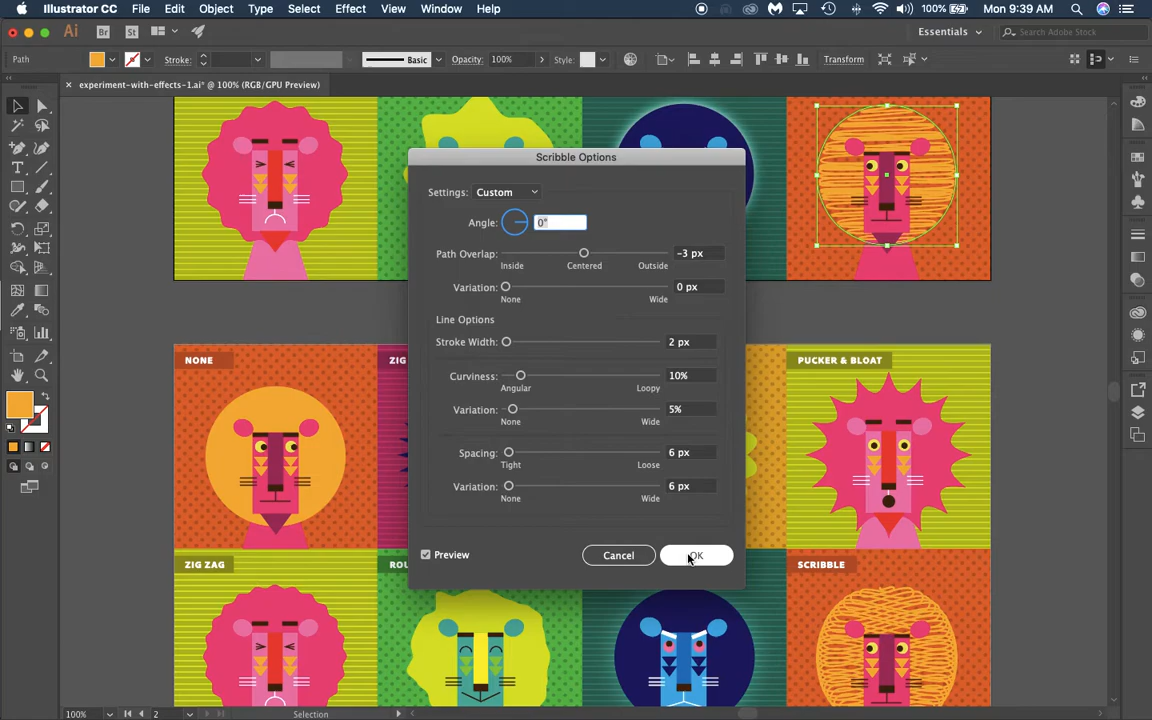 Illustrator CC File Edit Object Type Select Effect View Window Help 100% Mon 9:39 AM
Ai Br St Essentials Search Adobe Stock
Path Stroke: Basic Opacity: 100% Style: Transform
× experiment-with-effects-1.ai* @ 100% (RGB/GPU Preview)
Scribble Options
Settings: Custom
Angle: 0°
Path Overlap: -3 px
Inside Centered Outside
Variation: 0 px
None Wide
Line Options
Stroke Width: 2 px
Curviness: 10%
Angular Loopy
Variation: 5%
None Wide
Spacing: 6 px
Tight Loose
Variation: 6 px
None Wide
Preview Cancel OK
NONE ZIG PUCKER & BLOAT
ZIG ZAG ROU SCRIBBLE
100% 2 Selection